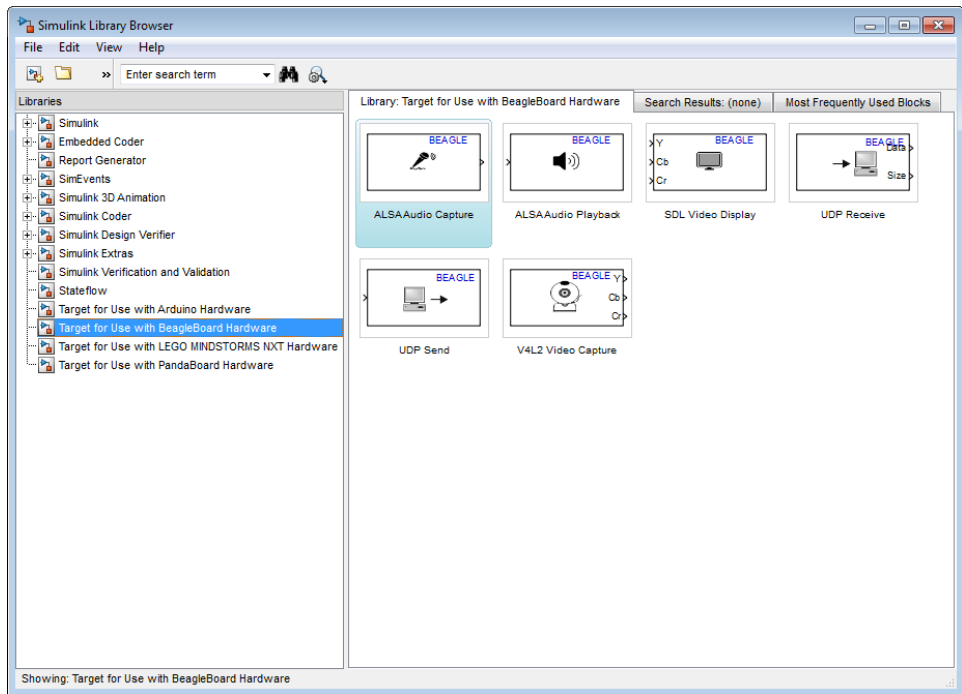 Simulink Library Browser
File Edit View Help
» Enter search term
Libraries
Simulink
Embedded Coder
Report Generator
SimEvents
Simulink 3D Animation
Simulink Coder
Simulink Design Verifier
Simulink Extras
Simulink Verification and Validation
Stateflow
Target for Use with Arduino Hardware
Target for Use with BeagleBoard Hardware
Target for Use with LEGO MINDSTORMS NXT Hardware
Target for Use with PandaBoard Hardware
Library: Target for Use with BeagleBoard Hardware Search Results: (none) Most Frequently Used Blocks
BEAGLE
ALSA Audio Capture
BEAGLE
ALSA Audio Playback
BEAGLE
Y
Cb
Cr
SDL Video Display
BEAGLE
Data
Size
UDP Receive
BEAGLE
UDP Send
BEAGLE
Y
Cb
Cr
V4L2 Video Capture
Showing: Target for Use with BeagleBoard Hardware